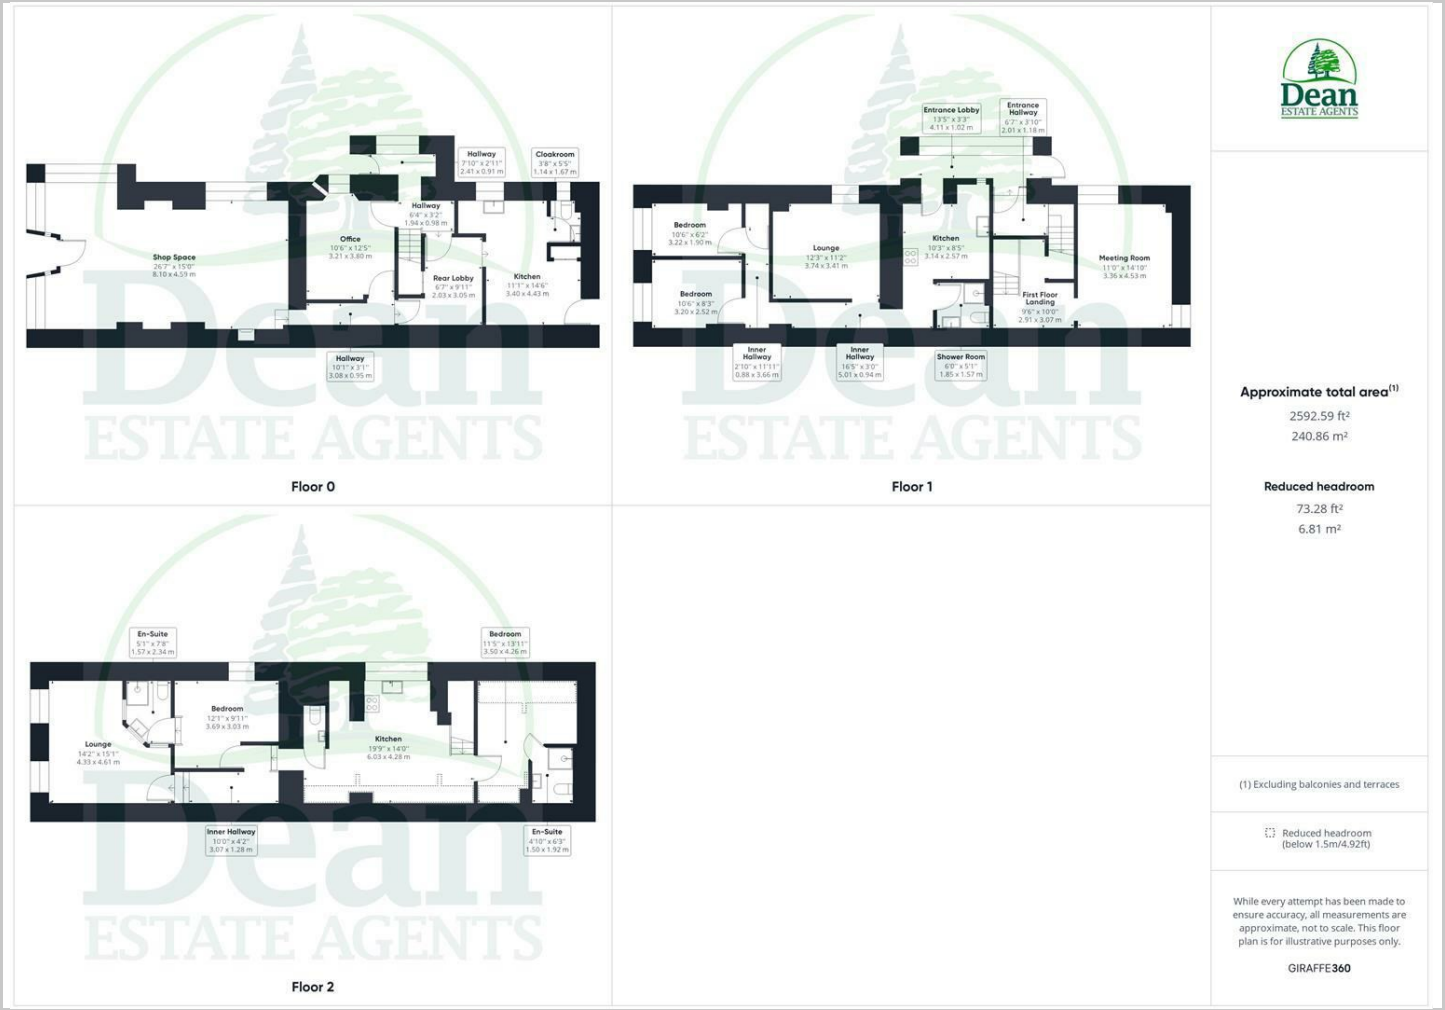 Hallway
7'10" x 2'11"
2.41 x 0.91 m
Cloakroom
3'8" x 5'5"
1.14 x 1.67 m
Hallway
6'4" x 3'2"
1.94 x 0.98 m
Office
10'6" x 12'5"
3.21 x 3.80 m
Shop Space
26'7" x 15'0"
8.10 x 4.59 m
Rear Lobby
6'7" x 9'11"
2.03 x 3.05 m
Kitchen
11'1" x 14'6"
3.40 x 4.43 m
Hallway
10'1" x 3'1"
3.08 x 0.95 m
Dean
ESTATE AGENTS
Floor 0
Entrance Lobby
13'5" x 3'3"
4.11 x 1.02 m
Entrance
Hallway
6'7" x 3'10"
2.01 x 1.18 m
Bedroom
10'6" x 6'2"
3.22 x 1.90 m
Lounge
12'3" x 11'2"
3.74 x 3.41 m
Kitchen
10'3" x 8'5"
3.14 x 2.57 m
Meeting Room
11'0" x 14'10"
3.36 x 4.53 m
Bedroom
10'6" x 8'3"
3.20 x 2.52 m
First Floor
Landing
9'6" x 10'0"
2.91 x 3.07 m
Inner
Hallway
2'10" x 11'11"
0.88 x 3.66 m
Inner
Hallway
16'5" x 3'0"
5.01 x 0.94 m
Shower Room
6'0" x 5'1"
1.85 x 1.57 m
Dean
ESTATE AGENTS
Floor 1
En-Suite
5'1" x 7'8"
1.57 x 2.34 m
Bedroom
11'5" x 13'11"
3.50 x 4.26 m
Bedroom
12'1" x 9'11"
3.69 x 3.03 m
Lounge
14'2" x 15'1"
4.33 x 4.61 m
Kitchen
19'9" x 14'0"
6.03 x 4.28 m
Inner Hallway
10'0" x 4'2"
3.07 x 1.28 m
En-Suite
4'10" x 6'3"
1.50 x 1.92 m
Dean
ESTATE AGENTS
Floor 2
Dean
ESTATE AGENTS
Approximate total area(1)
2592.59 ft²
240.86 m²
Reduced headroom
73.28 ft²
6.81 m²
(1) Excluding balconies and terraces
Reduced headroom
(below 1.5m/4.92ft)
While every attempt has been made to
ensure accuracy, all measurements are
approximate, not to scale. This floor
plan is for illustrative purposes only.
GIRAFFE360